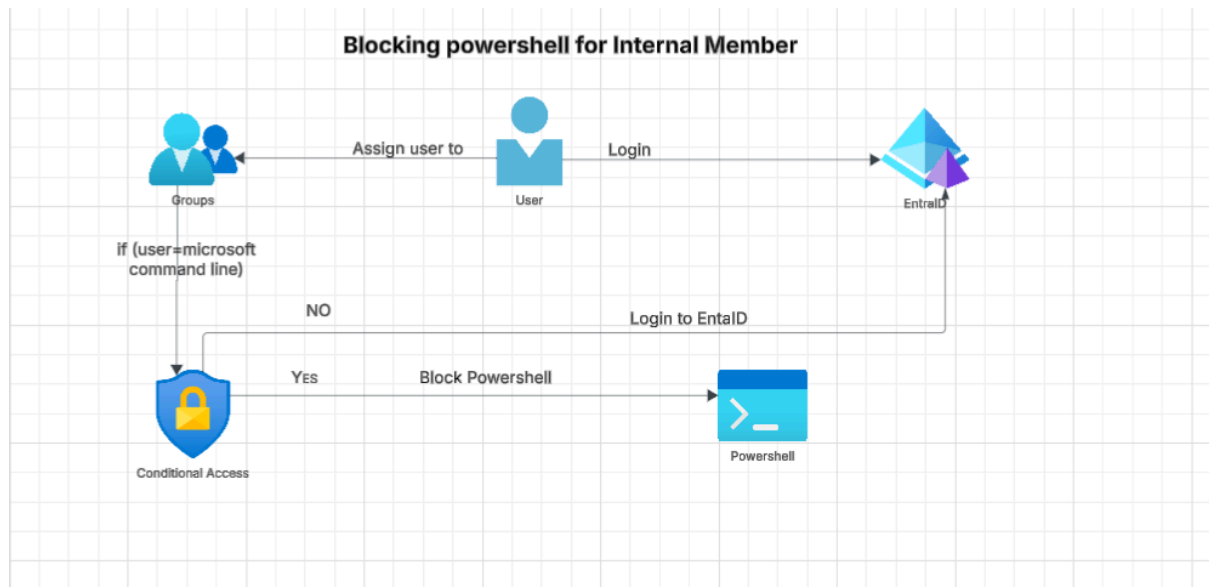 Blocking powershell for Internal Member
Assign user to
Login
Groups
User
EntraID
if (user=microsoft
command line)
NO
Login to EntaID
YES
Block Powershell
Powershell
Conditional Access